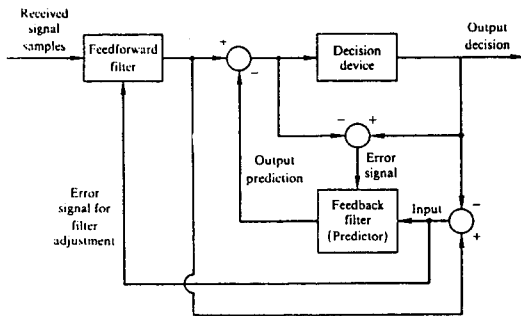 Received
signal
samples
Feedforward
filter
+
−
Decision
device
Output
decision
−
+
Error
signal
Output
prediction
Error
signal for
filter
adjustment
Feedback
filter
(Predictor)
Input
−
+